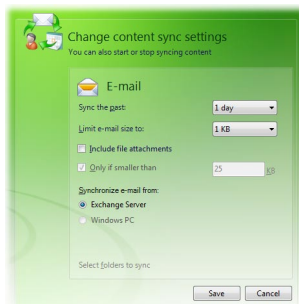 Change content sync settings
You can also start or stop syncing content
E-mail
Sync the past: 1 day
Limit e-mail size to: 1 KB
Include file attachments
Only if smaller than 25 KB
Synchronize e-mail from:
Exchange Server
Windows PC
Select folders to sync
Save Cancel